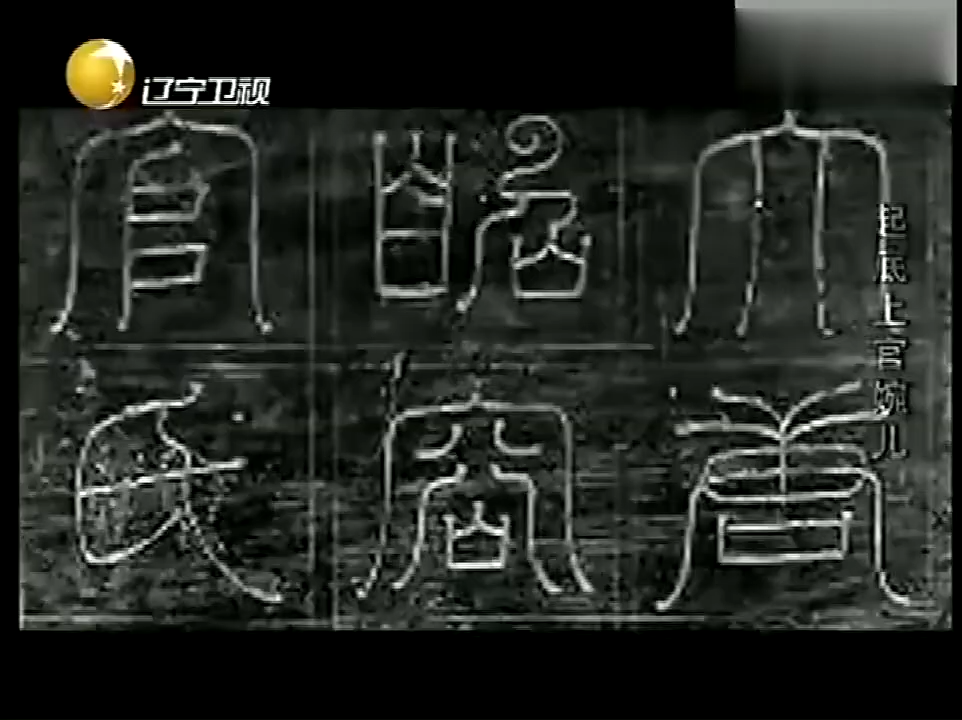 辽宁卫视
大唐
昭容
官氏
起底上官婉儿